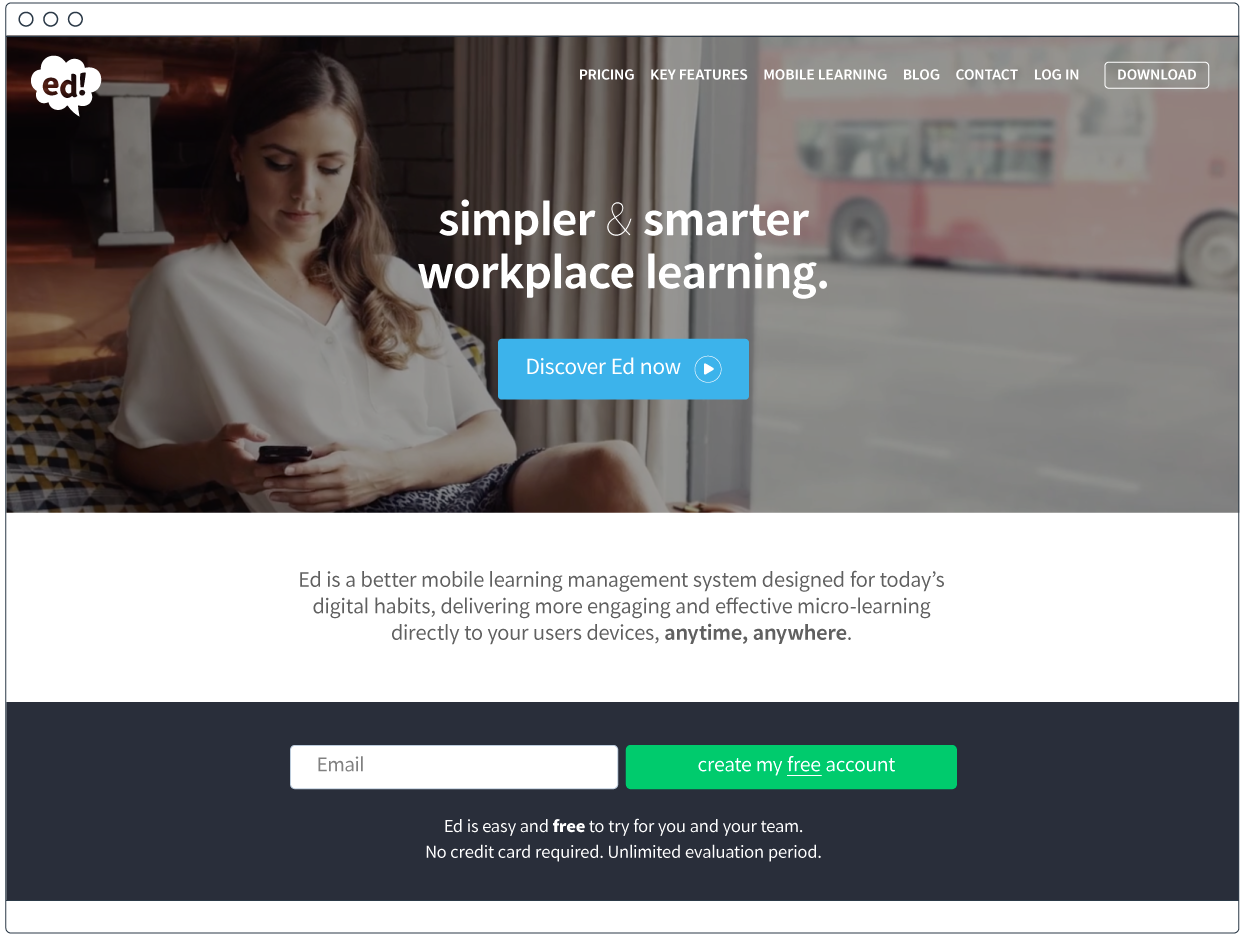 ed!
PRICING KEY FEATURES MOBILE LEARNING BLOG CONTACT LOG IN DOWNLOAD
simpler & smarter
workplace learning.
Discover Ed now
Ed is a better mobile learning management system designed for today’s
digital habits, delivering more engaging and effective micro-learning
directly to your users devices, anytime, anywhere.
Email
create my free account
Ed is easy and free to try for you and your team.
No credit card required. Unlimited evaluation period.